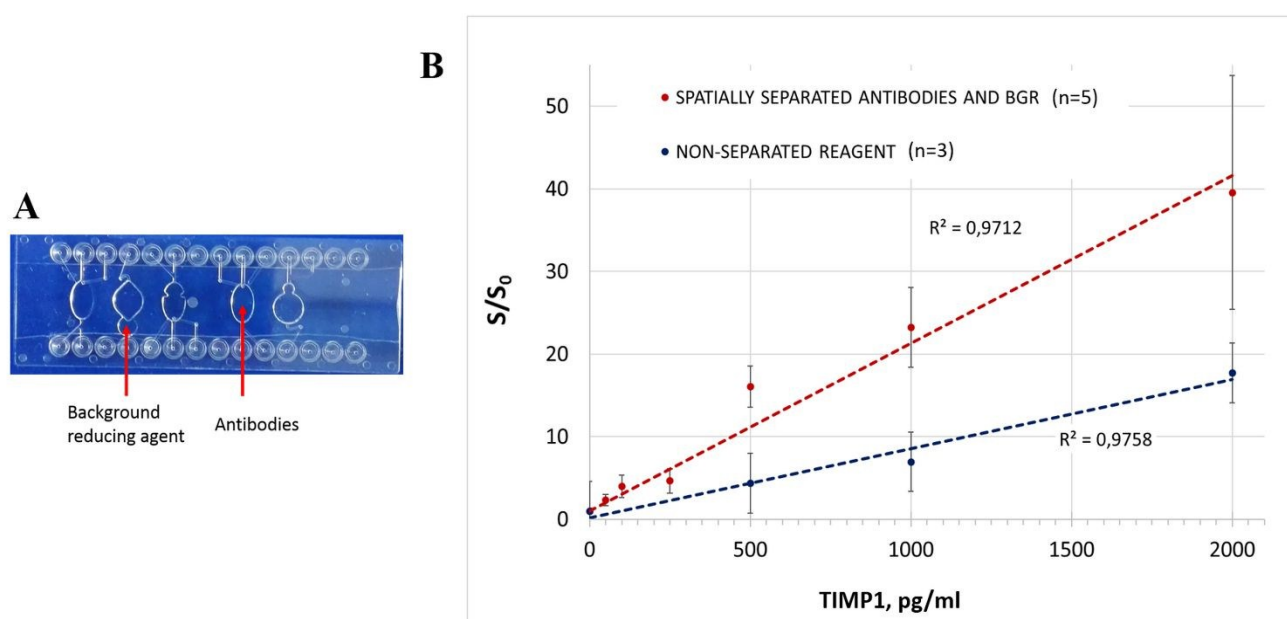 A
Background
reducing agent
Antibodies
B
SPATIALLY SEPARATED ANTIBODIES AND BGR (n=5)
NON-SEPARATED REAGENT (n=3)
R² = 0,9712
R² = 0,9758
S/S₀
50
40
30
20
10
0
0 500 1000 1500 2000
TIMP1, pg/ml